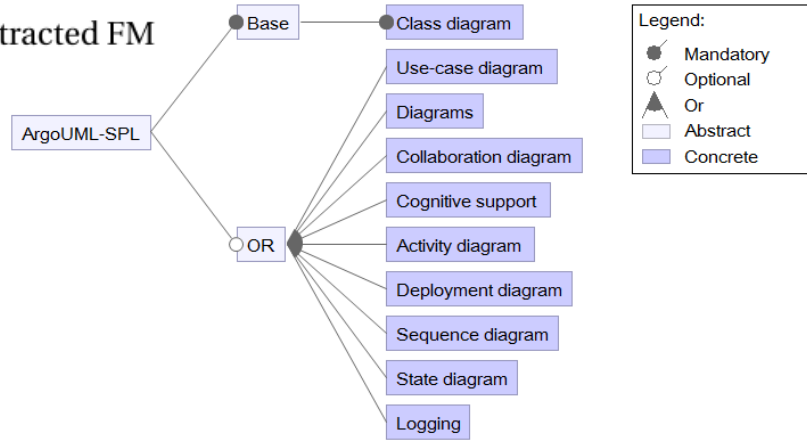 tracted FM
Base
Class diagram
Use-case diagram
Diagrams
ArgoUML-SPL
Collaboration diagram
Cognitive support
OR
Activity diagram
Deployment diagram
Sequence diagram
State diagram
Logging
Legend:
Mandatory
Optional
Or
Abstract
Concrete